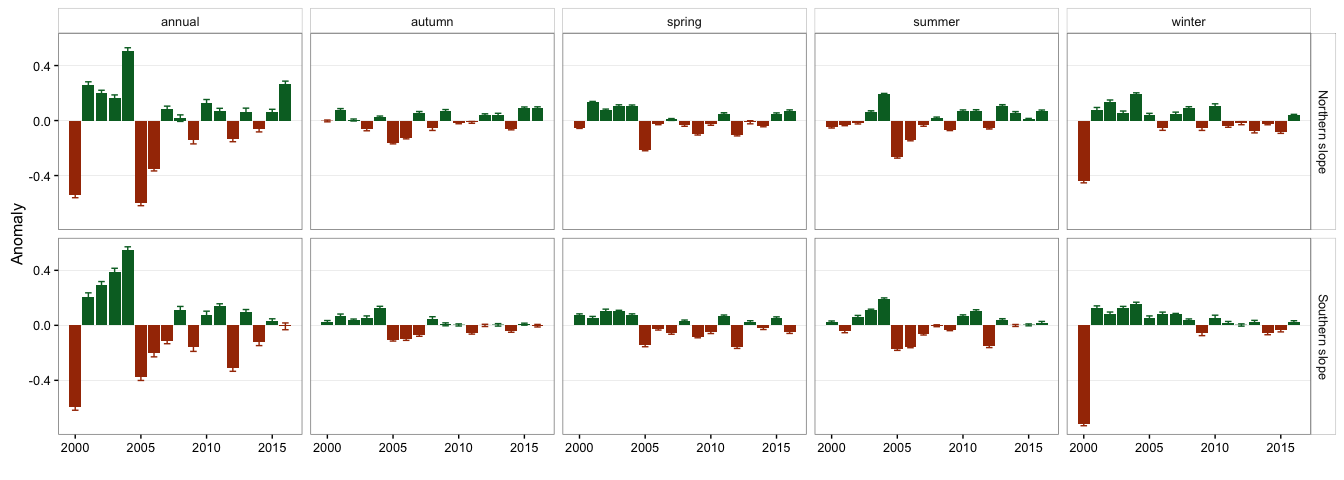 annual autumn spring summer winter
0.4
0.0
-0.4
Northern slope
Anomaly
0.4
0.0
-0.4
Southern slope
2000 2005 2010 2015 2000 2005 2010 2015 2000 2005 2010 2015 2000 2005 2010 2015 2000 2005 2010 2015